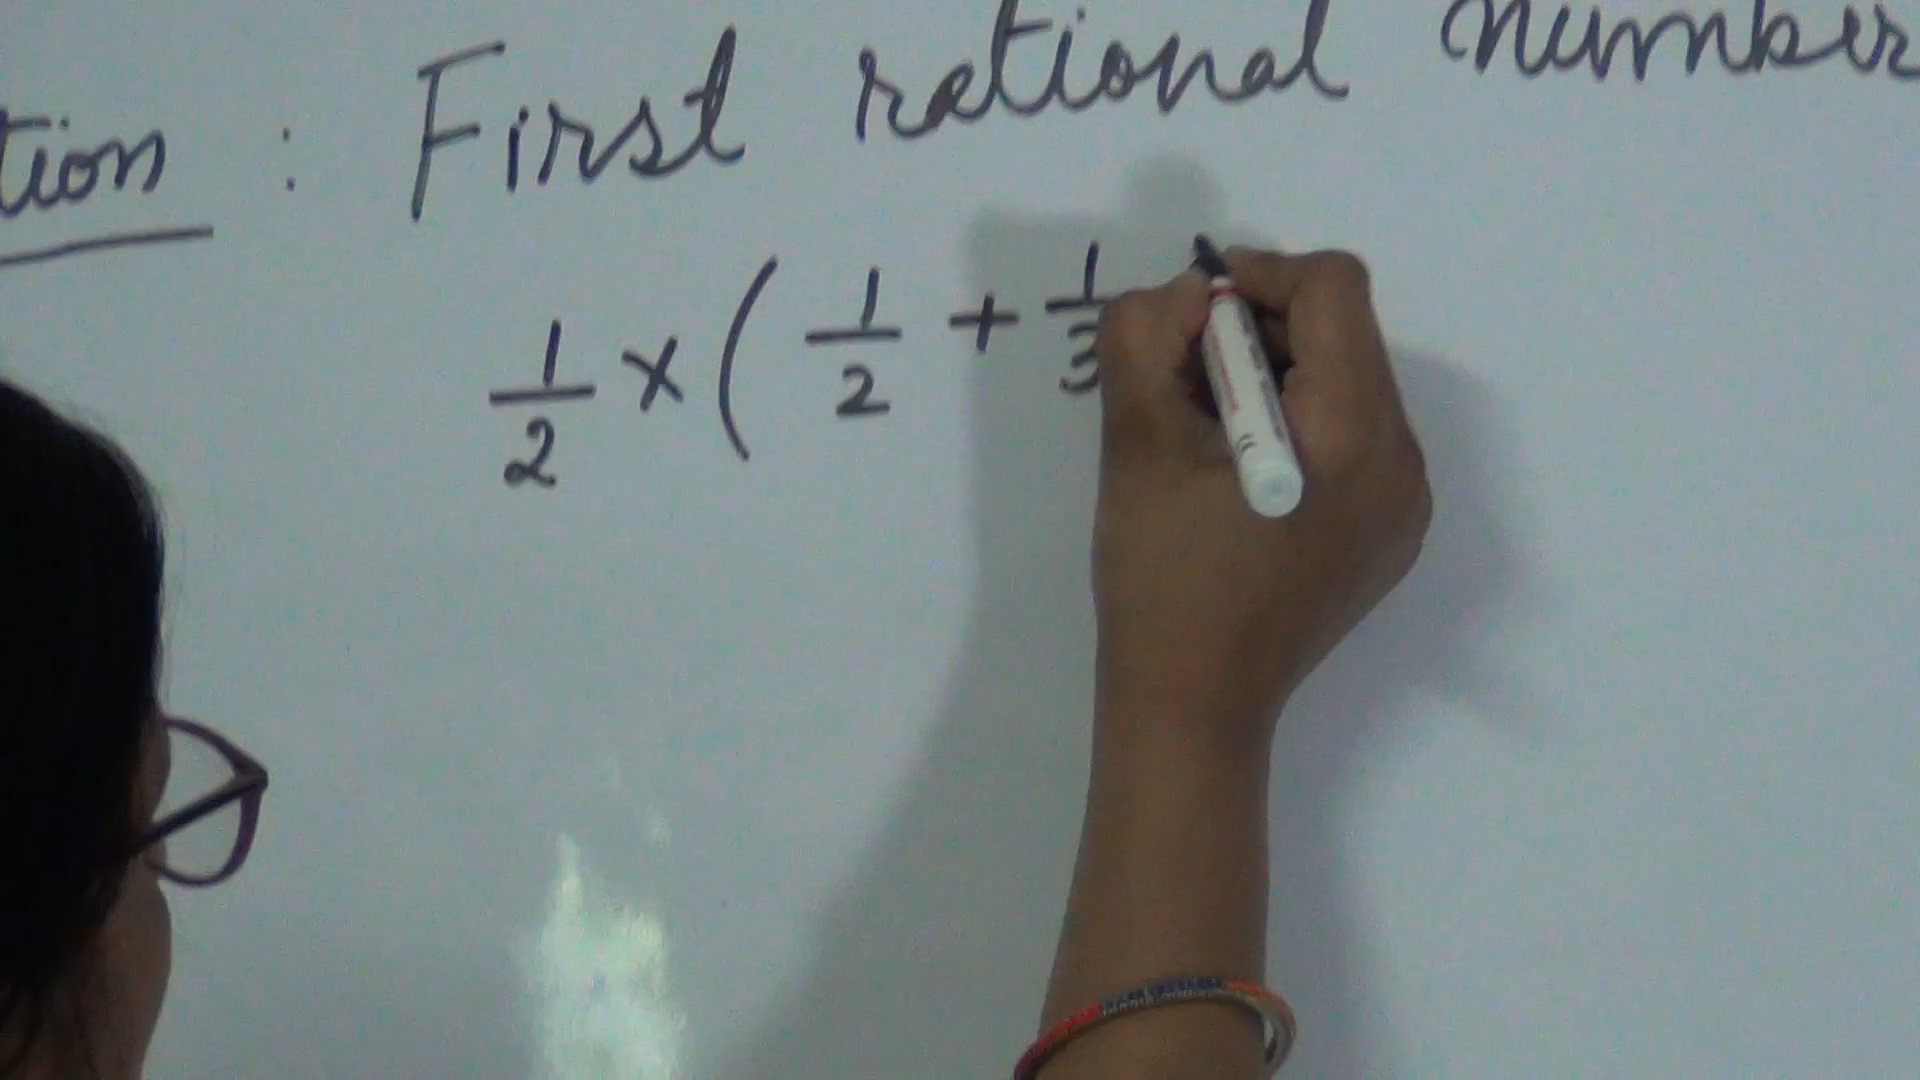 tion : First rational number
1/2 × ( 1/2 + 1/3